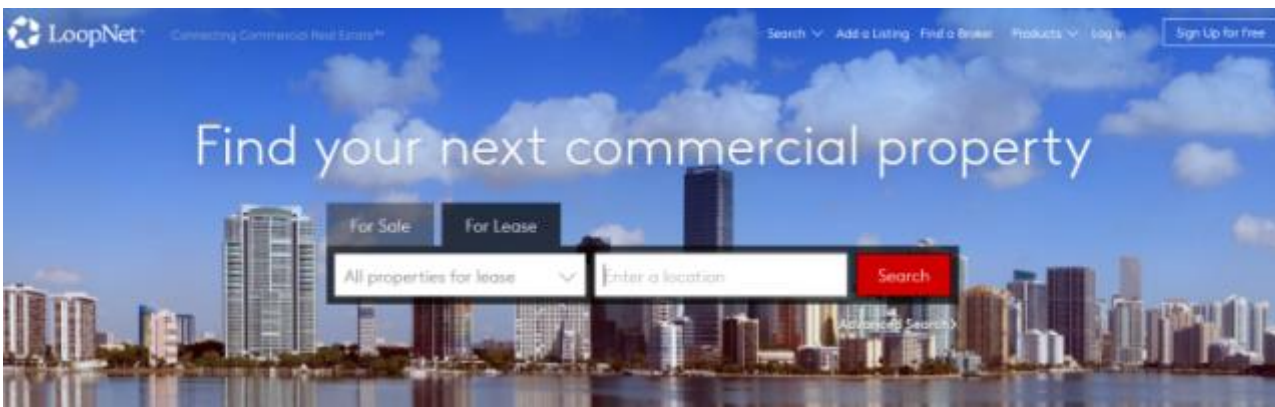 LoopNet™ Connecting Commercial Real Estate™ Search Add a Listing Find a Broker Products Log In Sign Up for Free
Find your next commercial property
For Sale For Lease
All properties for lease Enter a location Search
Advanced Search>